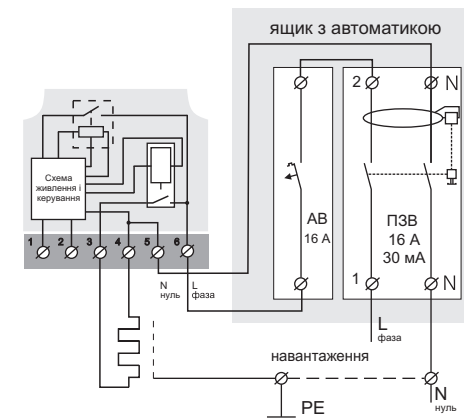 ящик з автоматикою
2
N
Схема
живлення і
керування
АВ
16 А
ПЗВ
16 А
30 мА
1 2 3 4 5 6
N
нуль
L
фаза
1
N
L
фаза
навантаження
N
нуль
PE